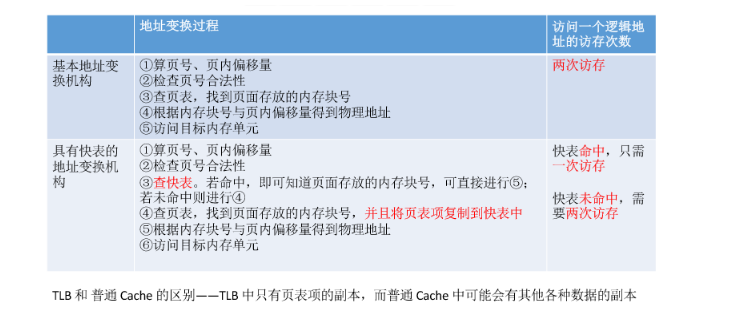 地址变换过程
访问一个逻辑地
址的访存次数
基本地址变
换机构
①算页号、页内偏移量
②检查页号合法性
③查页表，找到页面存放的内存块号
④根据内存块号与页内偏移量得到物理地址
⑤访问目标内存单元
两次访存
具有快表的
地址变换机
构
①算页号、页内偏移量
②检查页号合法性
③查快表。若命中，即可知道页面存放的内存块号，可直接进行⑤；
若未命中则进行④
④查页表，找到页面存放的内存块号，并且将页表项复制到快表中
⑤根据内存块号与页内偏移量得到物理地址
⑥访问目标内存单元
快表命中，只需
一次访存
快表未命中，需
要两次访存
TLB 和 普通 Cache 的区别——TLB 中只有页表项的副本，而普通 Cache 中可能会有其他各种数据的副本